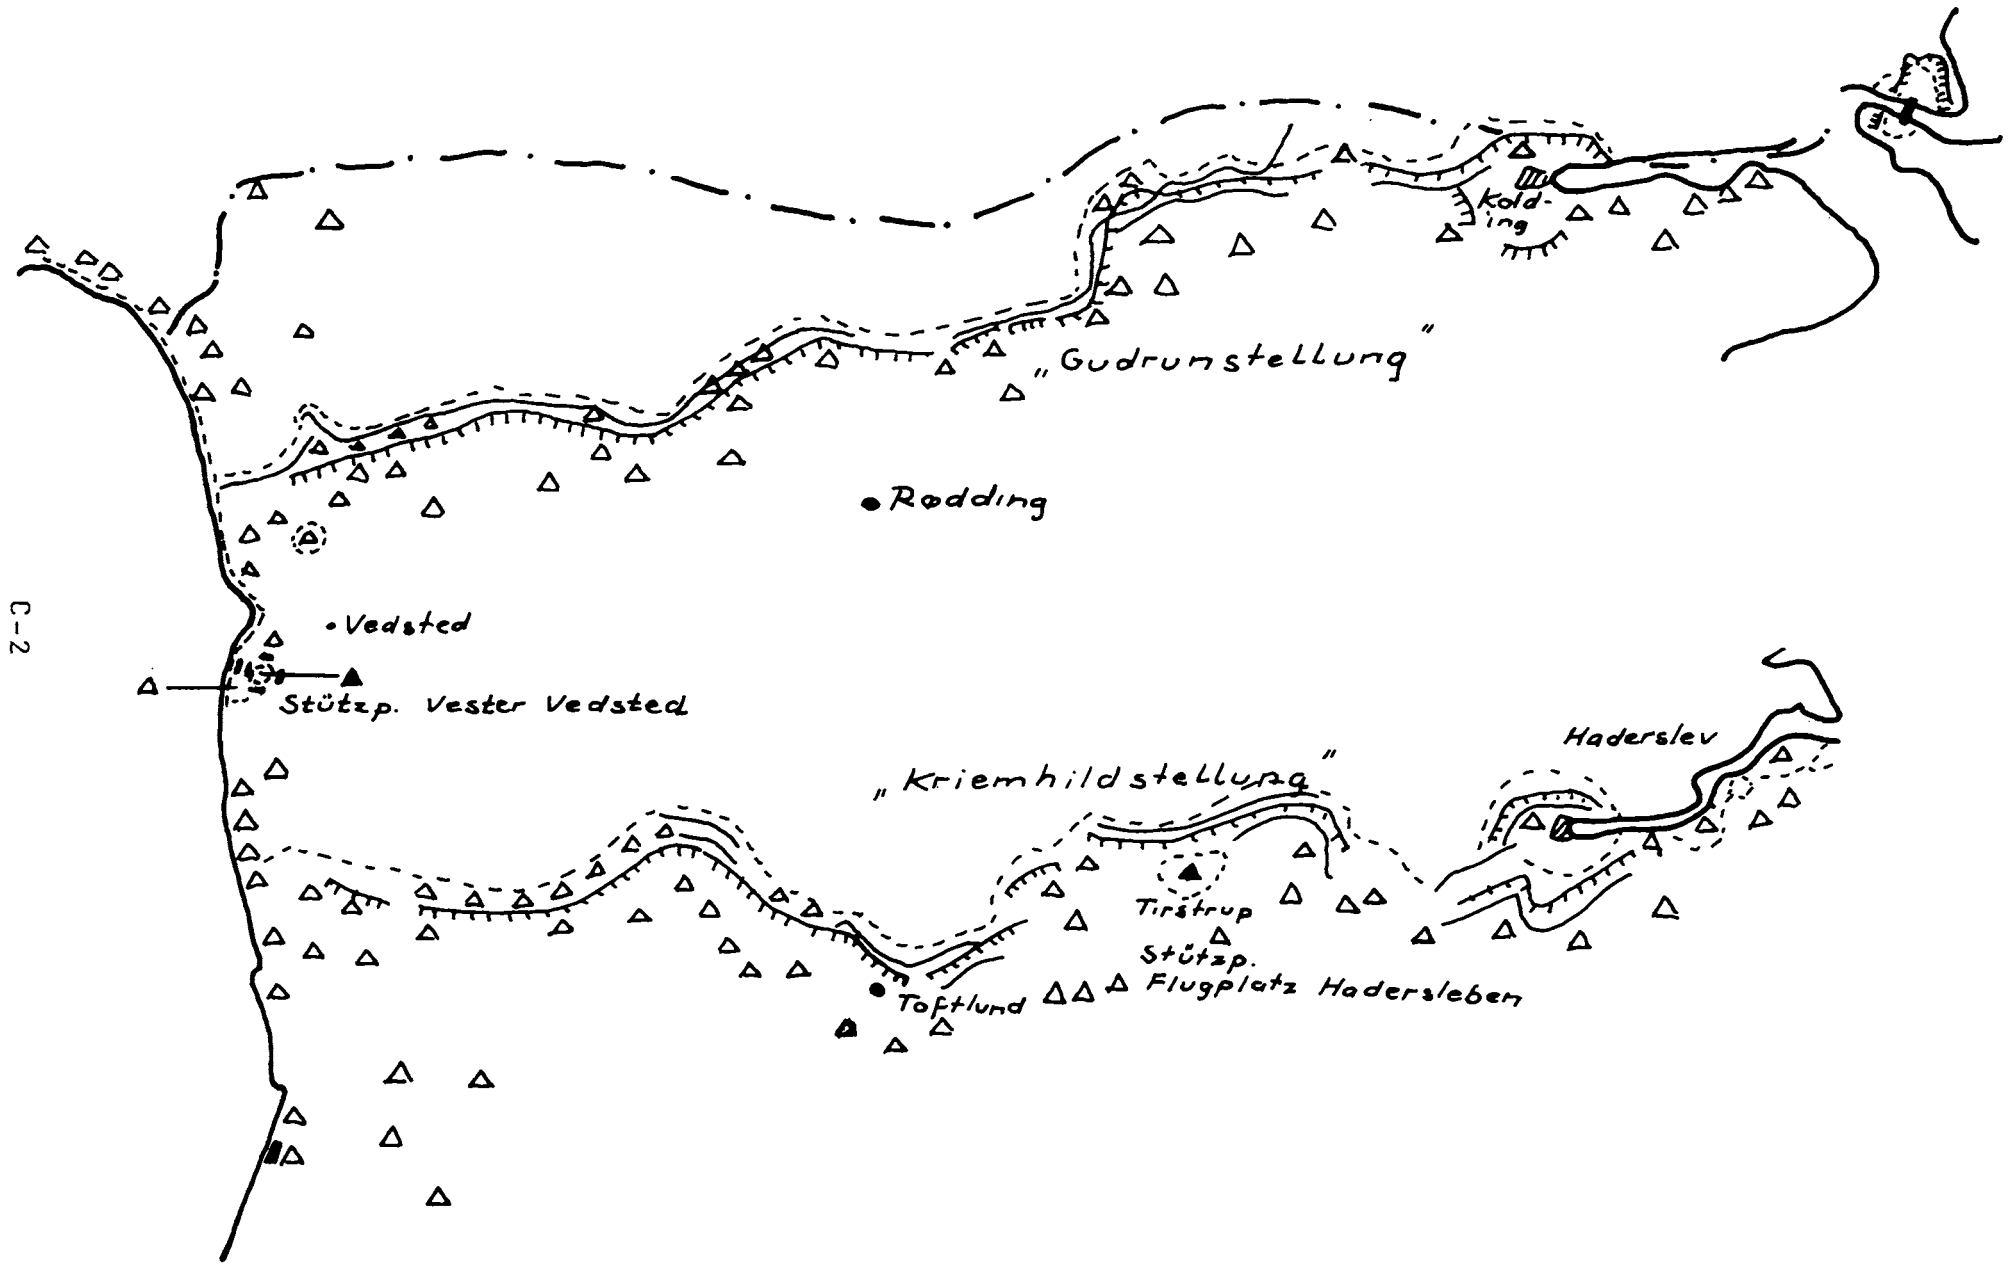 Kold-
ing
„Gudrunstellung"
Rødding
C-2
Vedsted
Stützp. Vester Vedsted
Haderslev
„Kriemhildstellung"
Tirstrup
Stützp.
Flugplatz Hadersleben
Toftlund